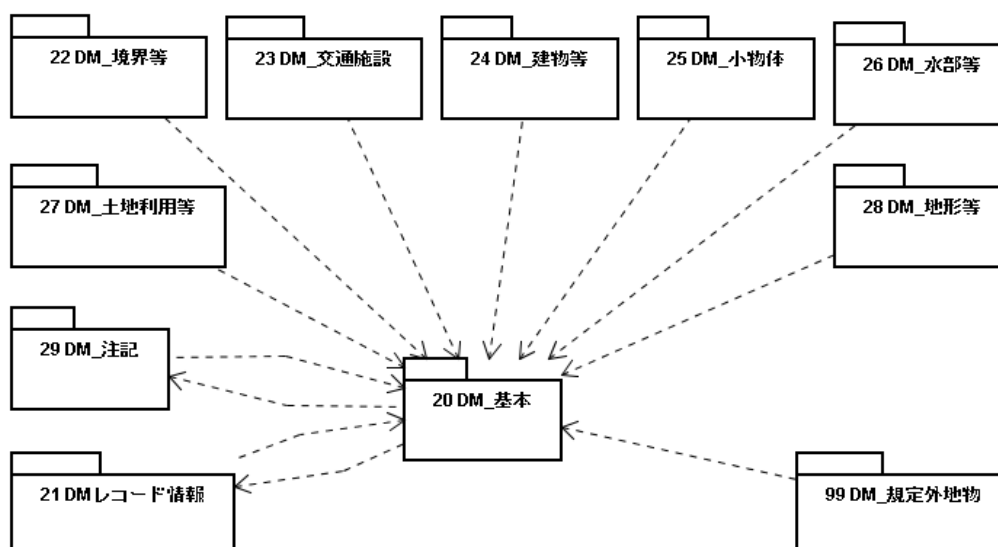 22 DM_境界等
23 DM_交通施設
24 DM_建物等
25 DM_小物体
26 DM_水部等
27 DM_土地利用等
28 DM_地形等
29 DM_注記
20 DM_基本
21 DMレコード情報
99 DM_規定外地物